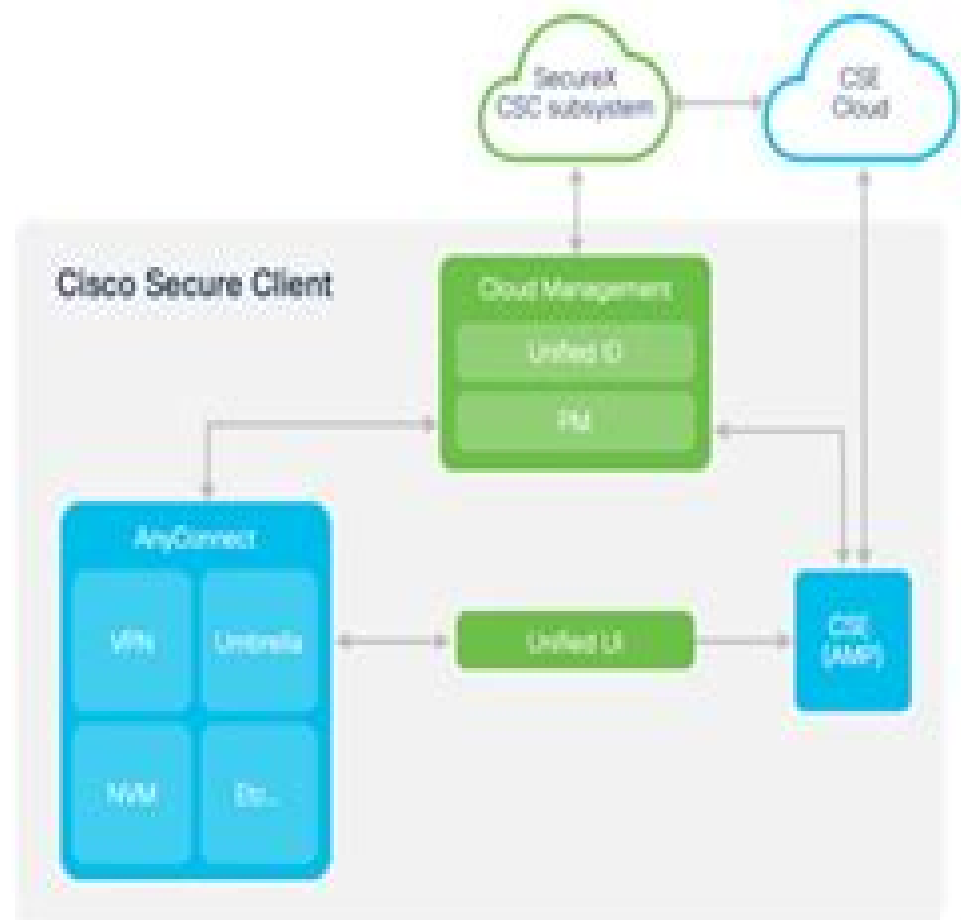 SecureX
CSC subsystem
CSE
Cloud
Cisco Secure Client
Cloud Management
Unified ID
PM
AnyConnect
VPN
Umbrella
NVM
Etc...
Unified UI
CSE
(AMP)